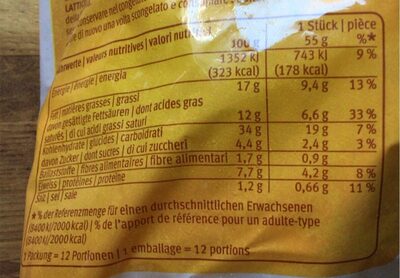 LATTIC
delle
conservare nel congel
di nuovo una volta scongelato e consumare
1 Stück | pièce
Nährwerte | valeurs nutritives | valori nutritivi 100 g 55 g %*
Energie | énergie | energia 1352 kJ 743 kJ 9 %
(323 kcal) (178 kcal)
Fett | matières grasses | grassi 17 g 9,4 g 13 %
davon gesättigte Fettsäuren | dont acides gras
saturés | di cui acidi grassi saturi 12 g 6,6 g 33 %
Kohlenhydrate | glucides | carboidrati 34 g 19 g 7 %
davon Zucker | dont sucres | di cui zuccheri 4,4 g 2,4 g 3 %
Ballaststoffe | fibres alimentaires | fibre alimentari 1,7 g 0,9 g
Eiweiss | protéines | proteine 7,7 g 4,2 g 8 %
Salz | sel | sale 1,2 g 0,66 g 11 %
*% der Referenzmenge für einen durchschnittlichen Erwachsenen
(8400 kJ/2000 kcal) | % de l'apport de référence pour un adulte-type
(8400 kJ/2000 kcal)
1 Packung = 12 Portionen | 1 emballage = 12 portions